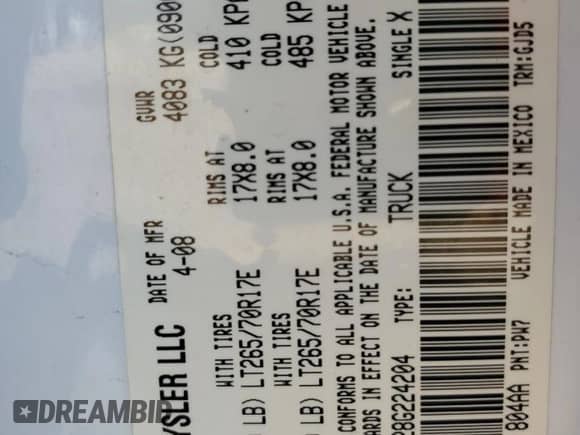 YSLER LLC
DATE OF MFR
4-08
GVWR
4083 KG(090
WITH TIRES
LB) LT265/70R17E
RIMS AT
17X8.0
COLD
410 KP
WITH TIRES
LB) LT265/70R17E
RIMS AT
17X8.0
COLD
485 KP
CONFORMS TO ALL APPLICABLE U.S.A. FEDERAL MOTOR VEHICLE
ARDS IN EFFECT ON THE DATE OF MANUFACTURE SHOWN ABOVE.
28G224204 TYPE: TRUCK SINGLE X
804AA PNT:PW7 VEHICLE MADE IN MEXICO TRM:GJD5
DREAMBID
DREAMBID.COM